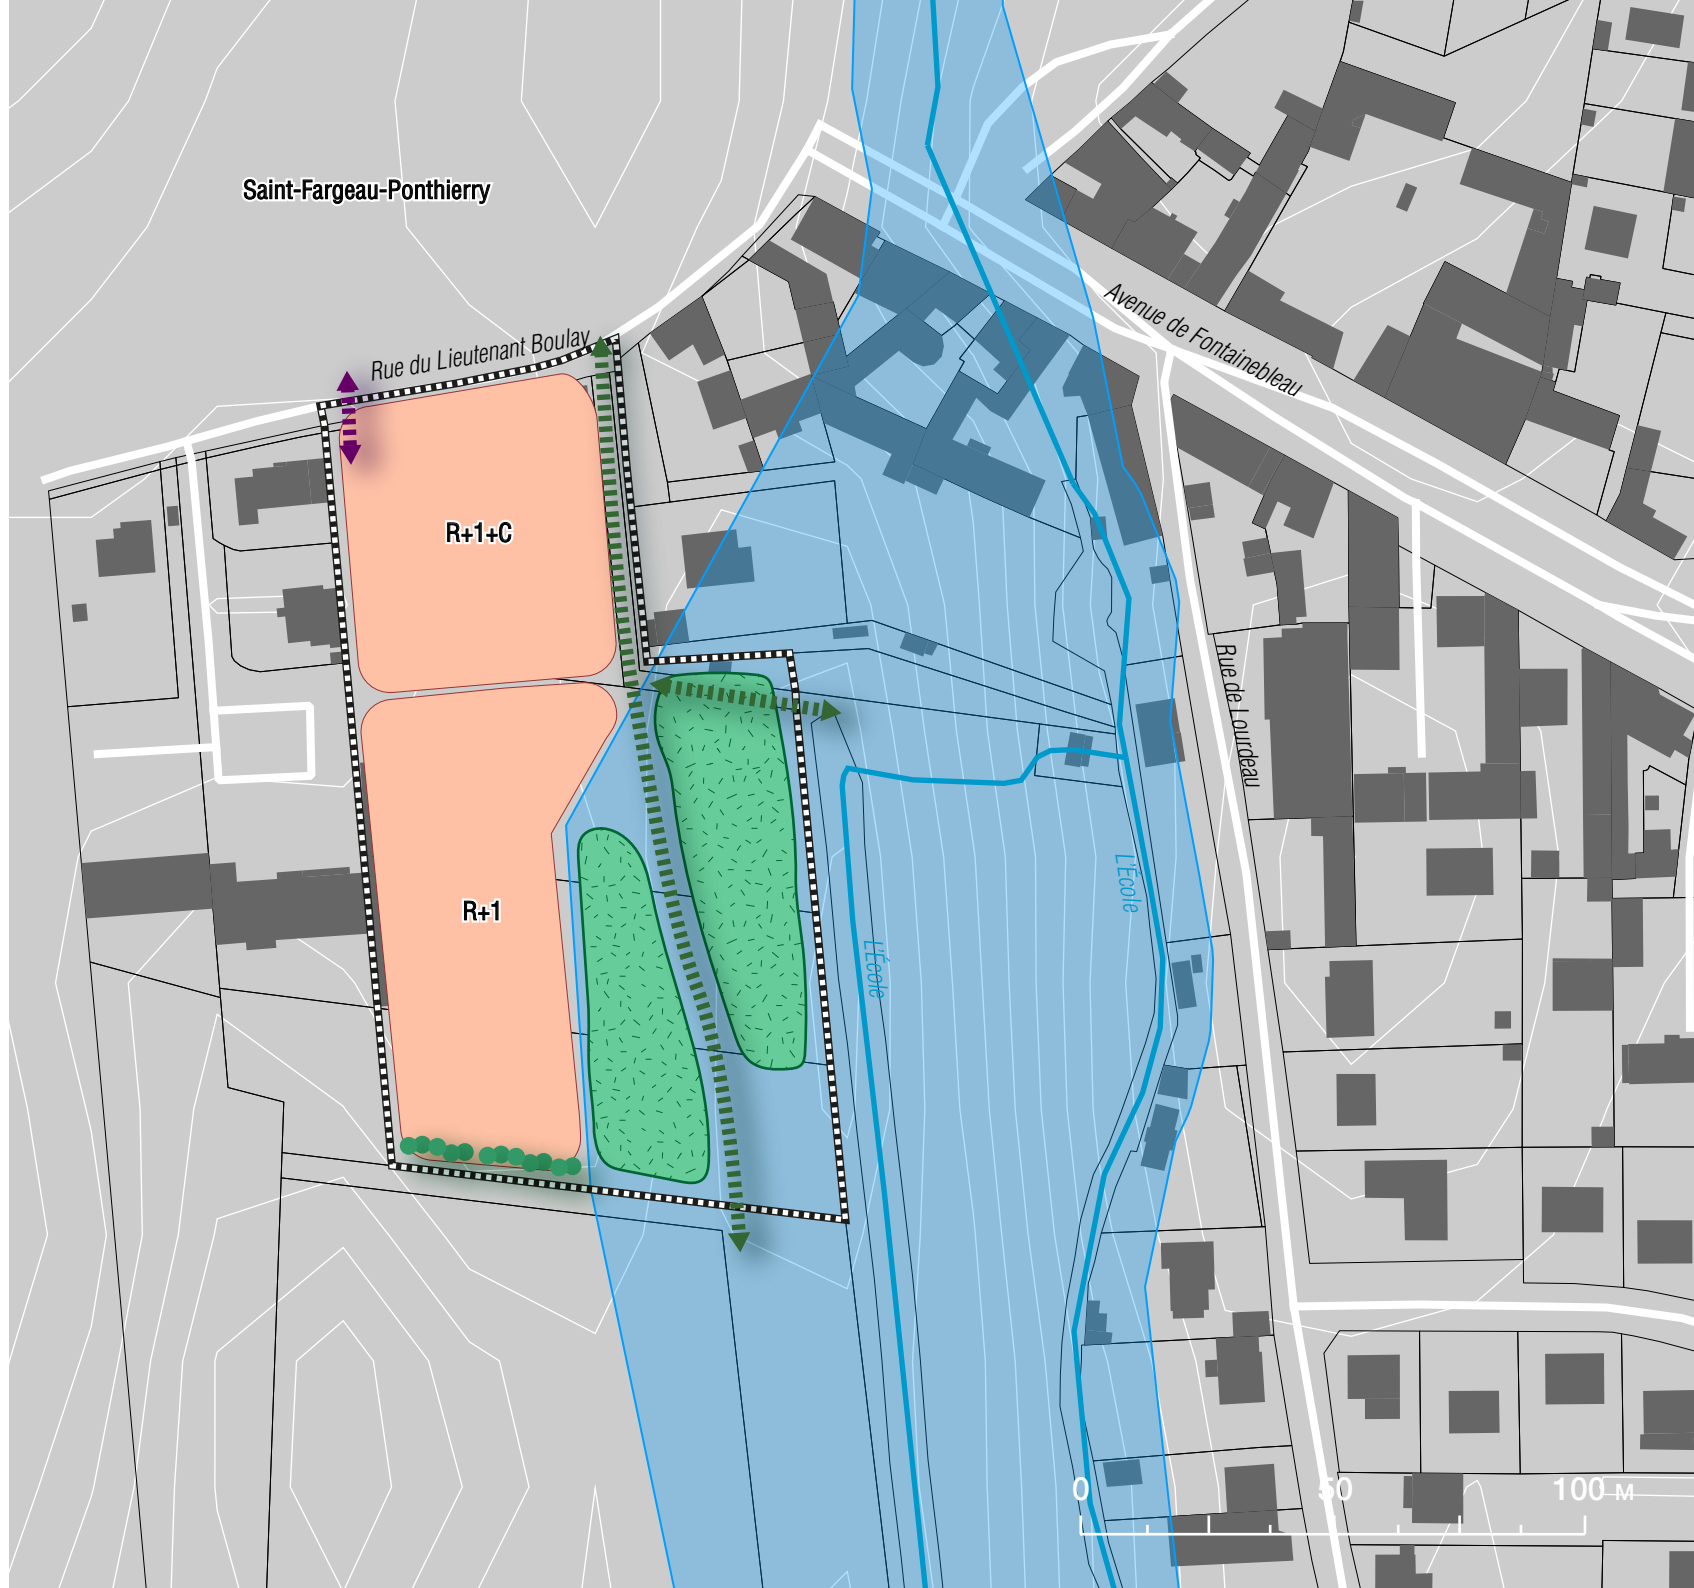 Saint-Fargeau-Ponthierry
Avenue de Fontainebleau
Rue du Lieutenant Boulay
R+1+C
Rue de Lourdeau
L'École
R+1
L'École
0 50 100 M